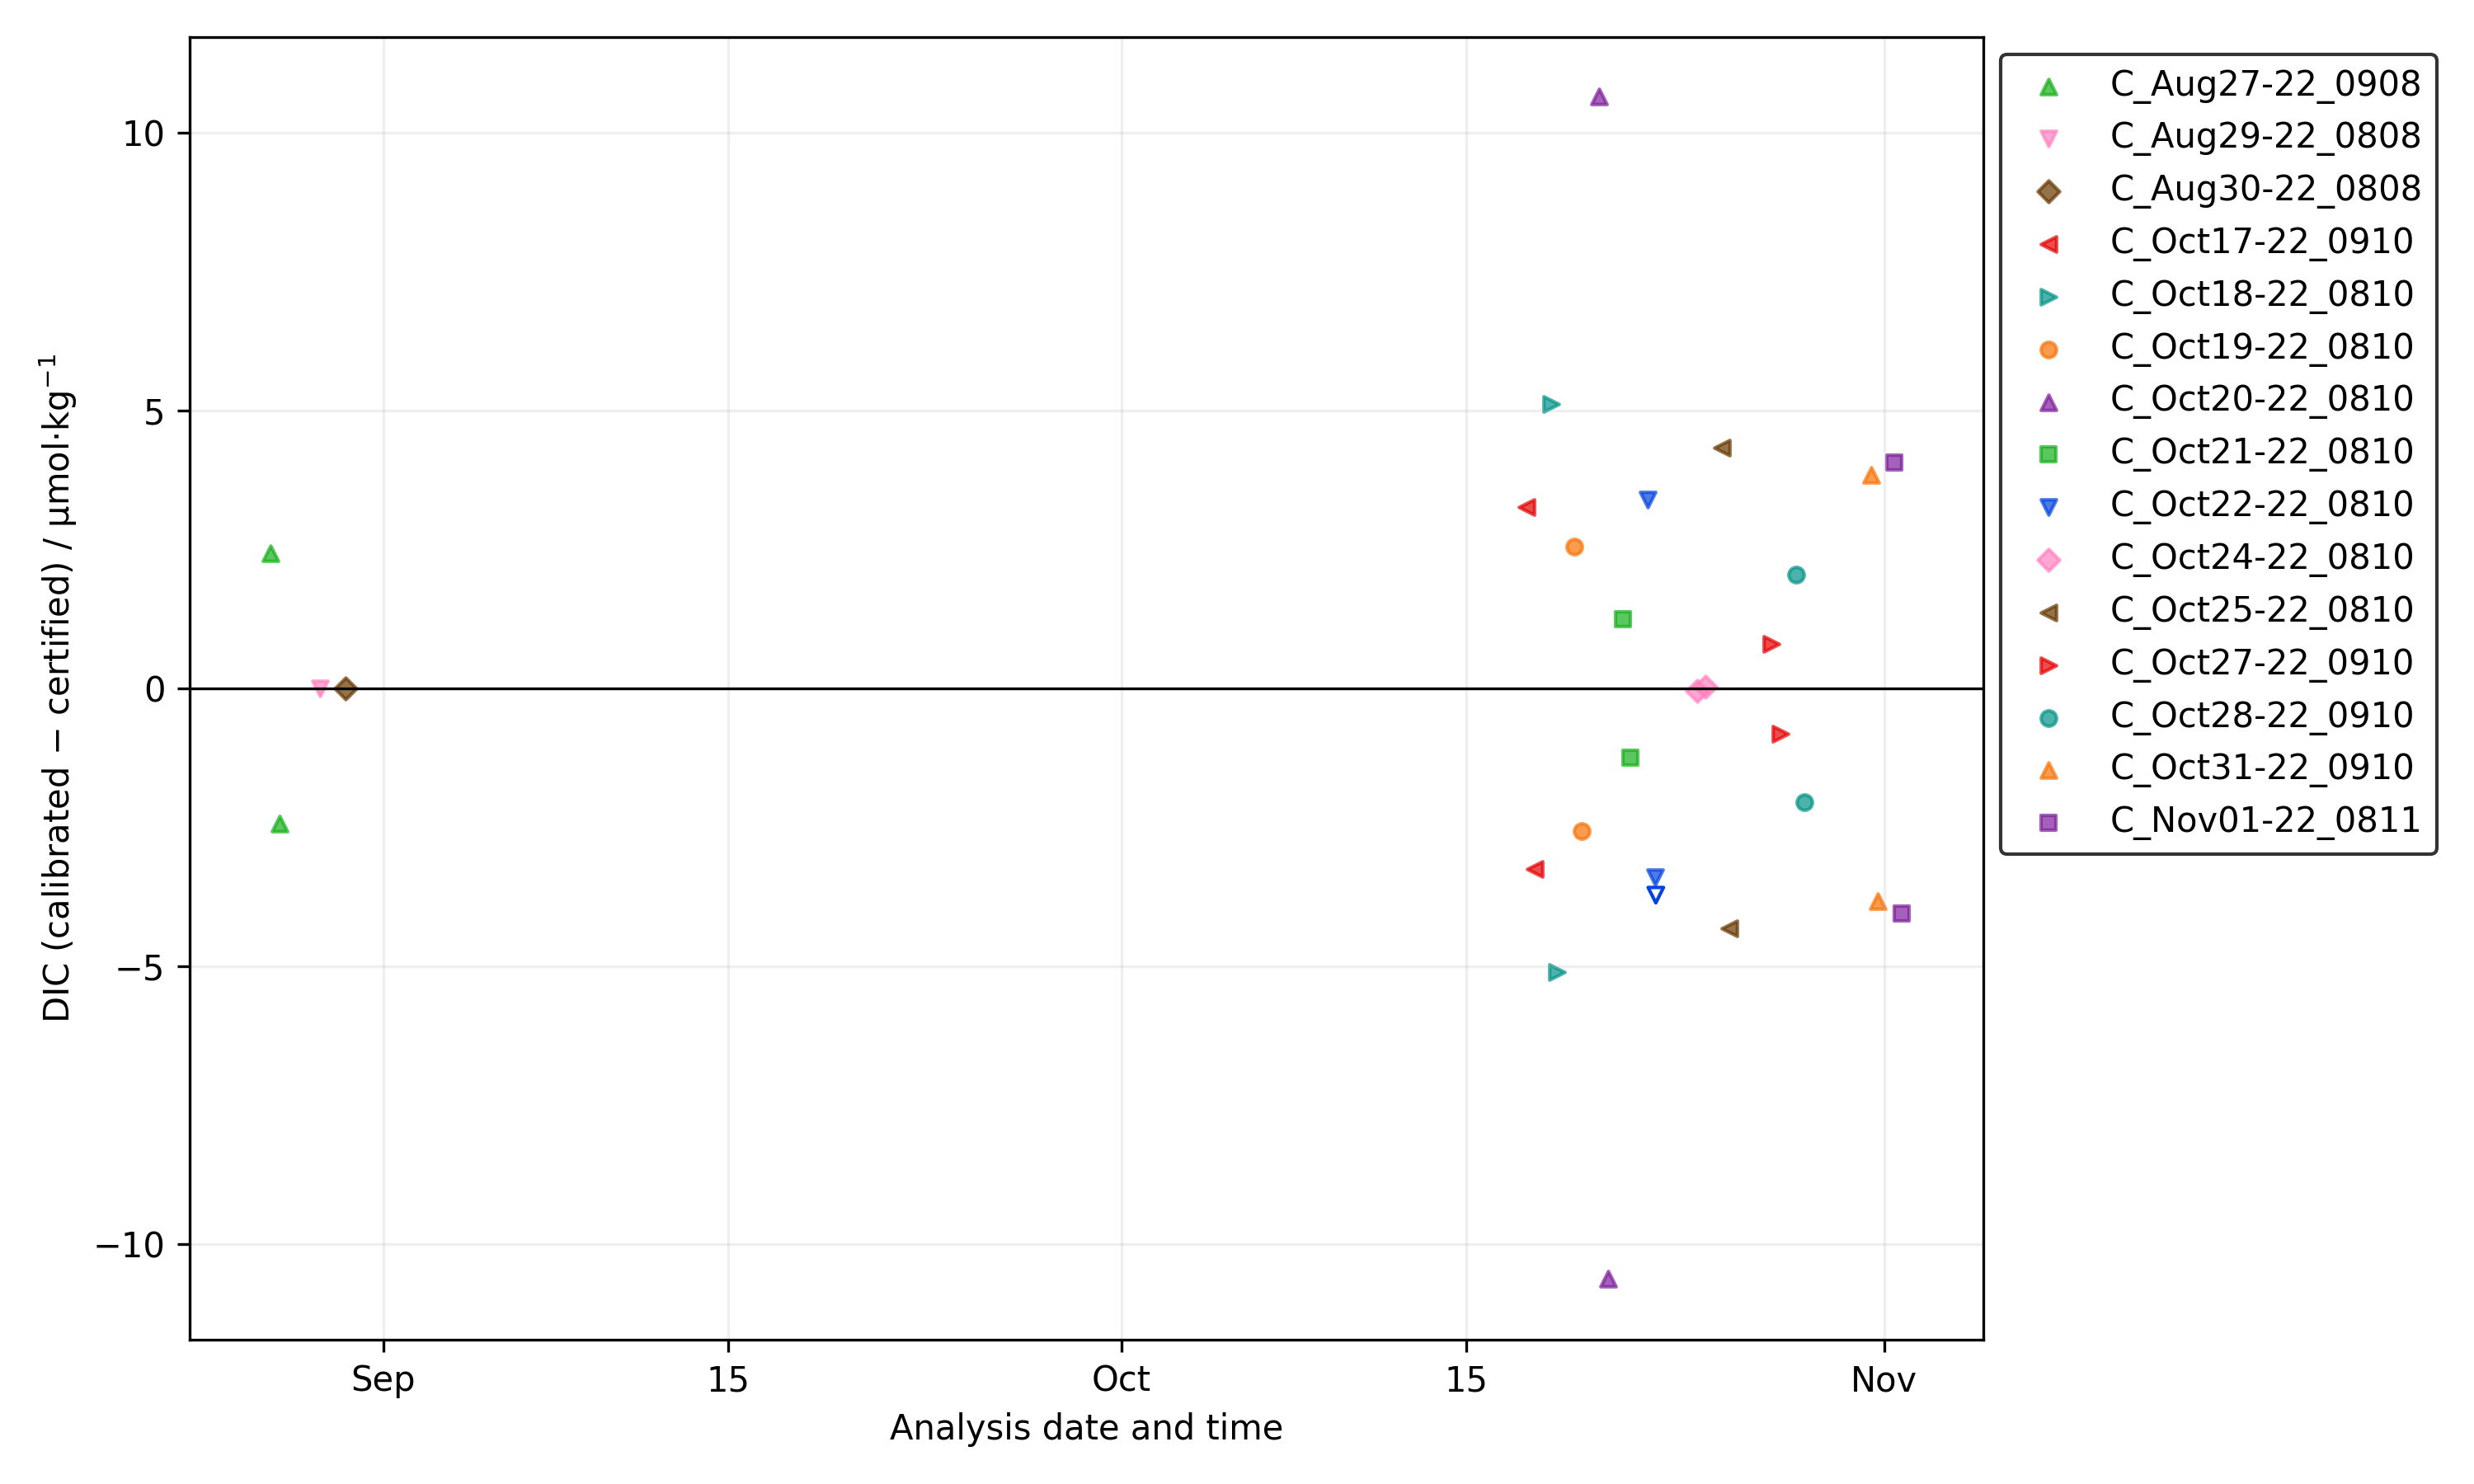 10
5
0
−5
−10
DIC (calibrated − certified) / μmol·kg⁻¹
Sep
15
Oct
15
Nov
Analysis date and time
C_Aug27-22_0908
C_Aug29-22_0808
C_Aug30-22_0808
C_Oct17-22_0910
C_Oct18-22_0810
C_Oct19-22_0810
C_Oct20-22_0810
C_Oct21-22_0810
C_Oct22-22_0810
C_Oct24-22_0810
C_Oct25-22_0810
C_Oct27-22_0910
C_Oct28-22_0910
C_Oct31-22_0910
C_Nov01-22_0811